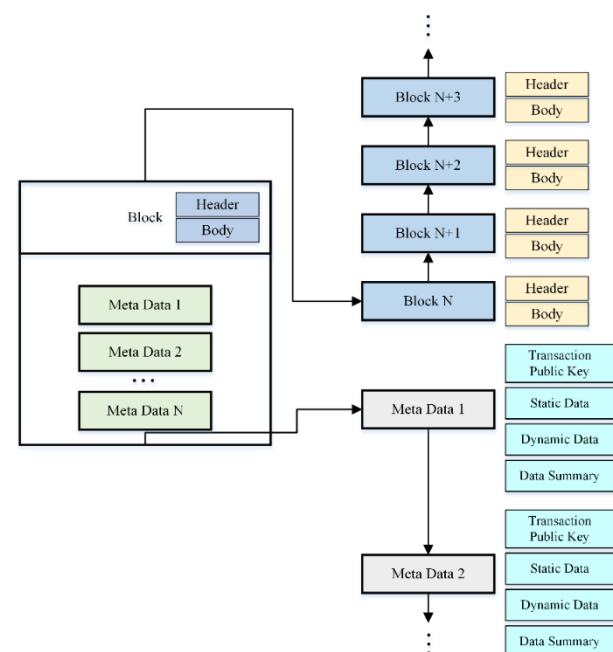 Block N+3
Header
Body
Block N+2
Header
Body
Block
Header
Body
Block N+1
Header
Body
Block N
Header
Body
Meta Data 1
Meta Data 2
...
Meta Data N
Meta Data 1
Transaction
Public Key
Static Data
Dynamic Data
Data Summary
Meta Data 2
Transaction
Public Key
Static Data
Dynamic Data
Data Summary